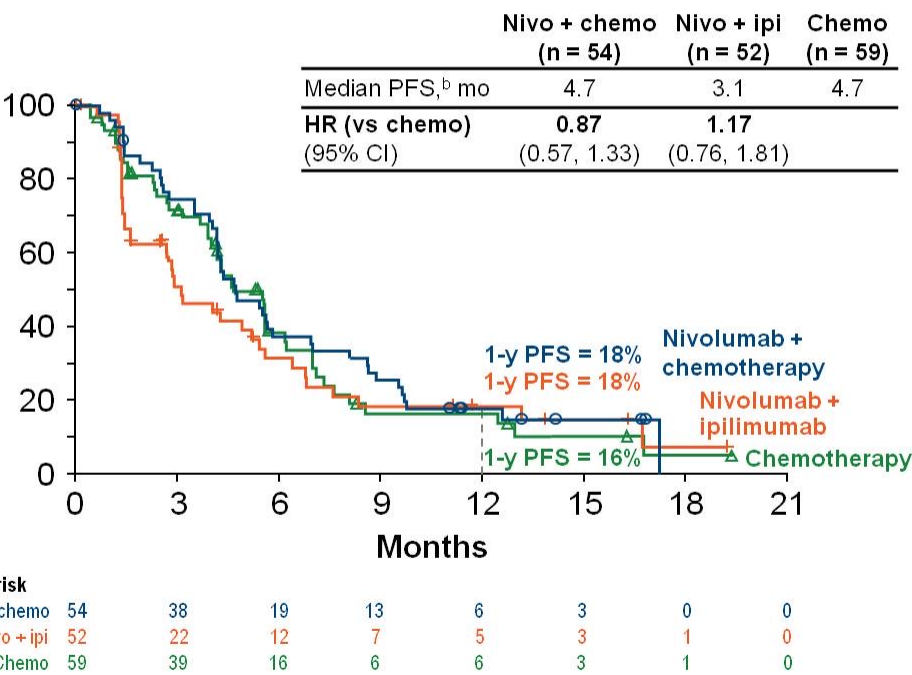 Nivo + chemo Nivo + ipi Chemo
(n = 54) (n = 52) (n = 59)
Median PFS,ᵇ mo 4.7 3.1 4.7
HR (vs chemo) 0.87 1.17
(95% CI) (0.57, 1.33) (0.76, 1.81)
100
80
60
40
20
0
1-y PFS = 18%
1-y PFS = 18%
1-y PFS = 16%
Nivolumab +
chemotherapy
Nivolumab +
ipilimumab
Chemotherapy
0 3 6 9 12 15 18 21
Months
risk
chemo 54 38 19 13 6 3 0 0
o + ipi 52 22 12 7 5 3 1 0
Chemo 59 39 16 6 6 3 1 0